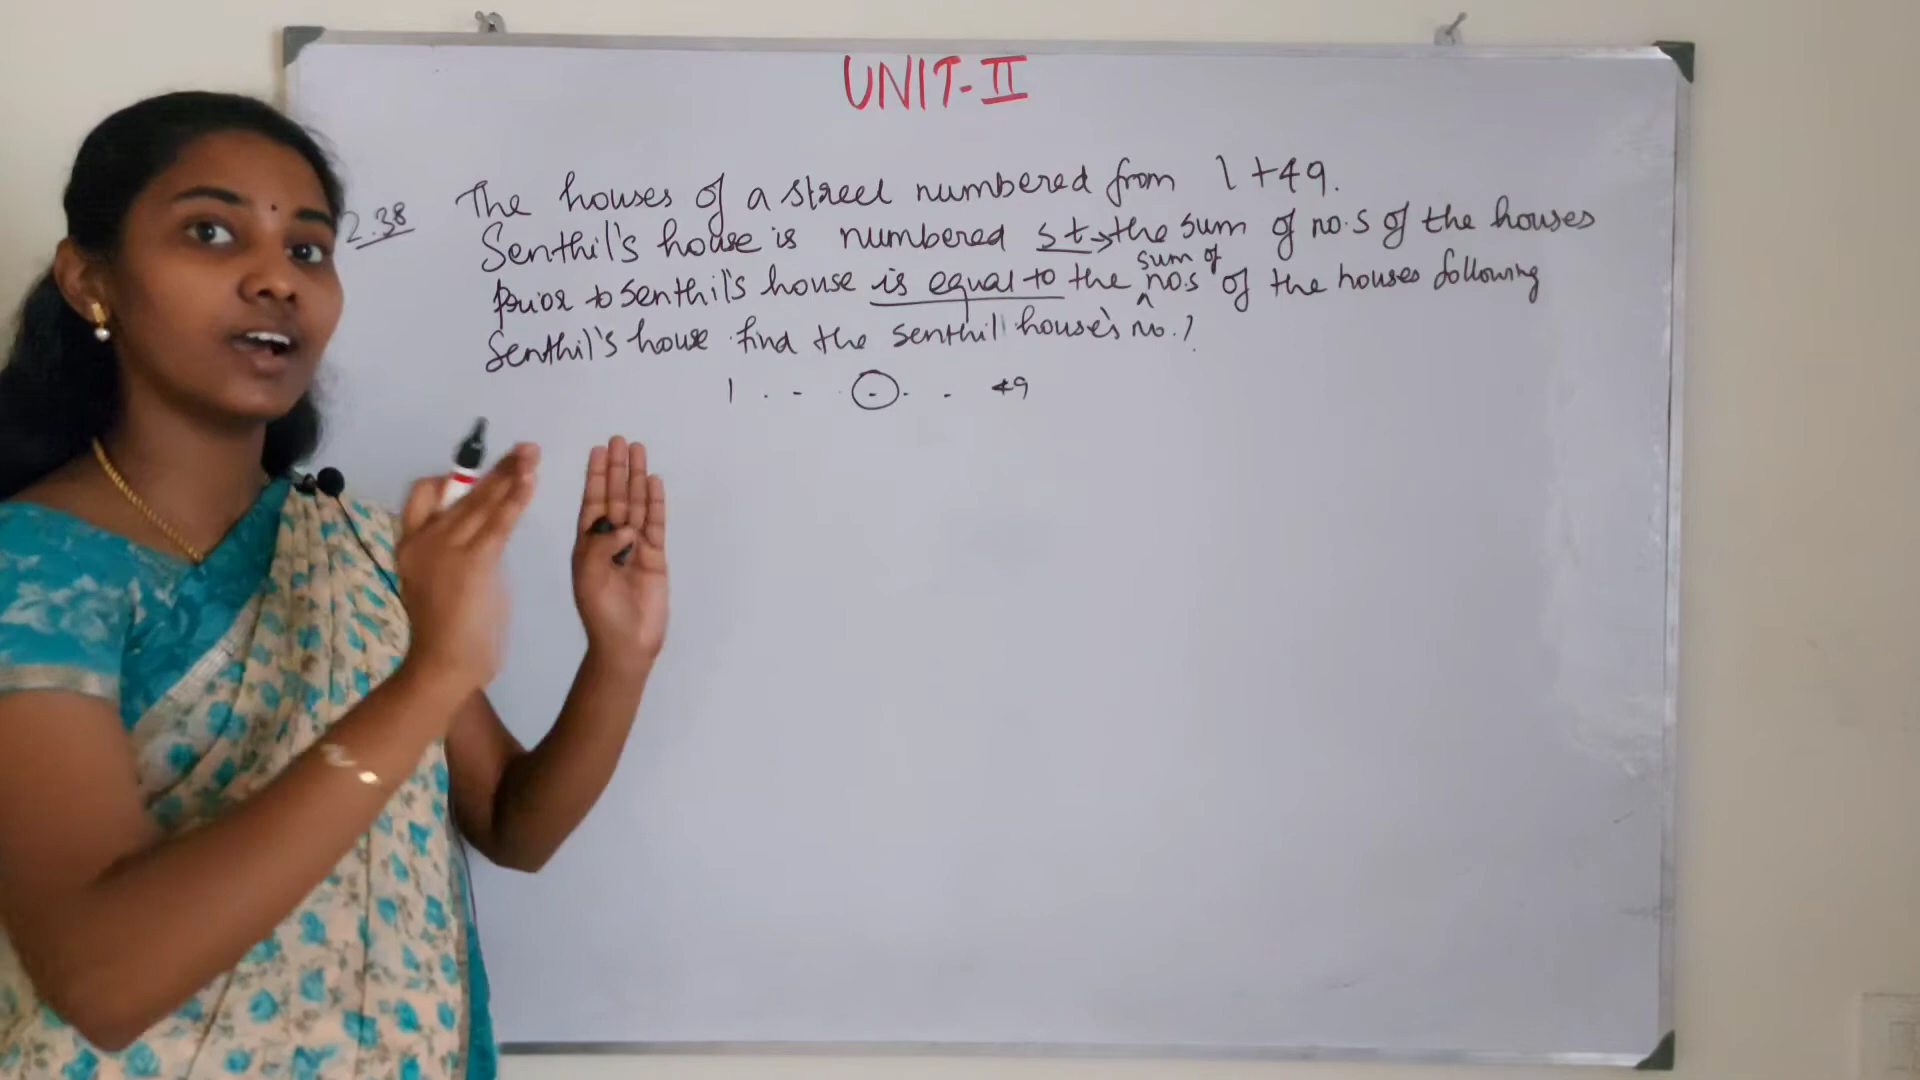 UNIT-II
2.38 The houses of a street numbered from 1 to 49.
Senthil's house is numbered s t the sum of no.s of the houses
prior to senthil's house is equal to the sum of no.s of the houses following
Senthil's house find the senthil house's no.?
1 . - . . - 49